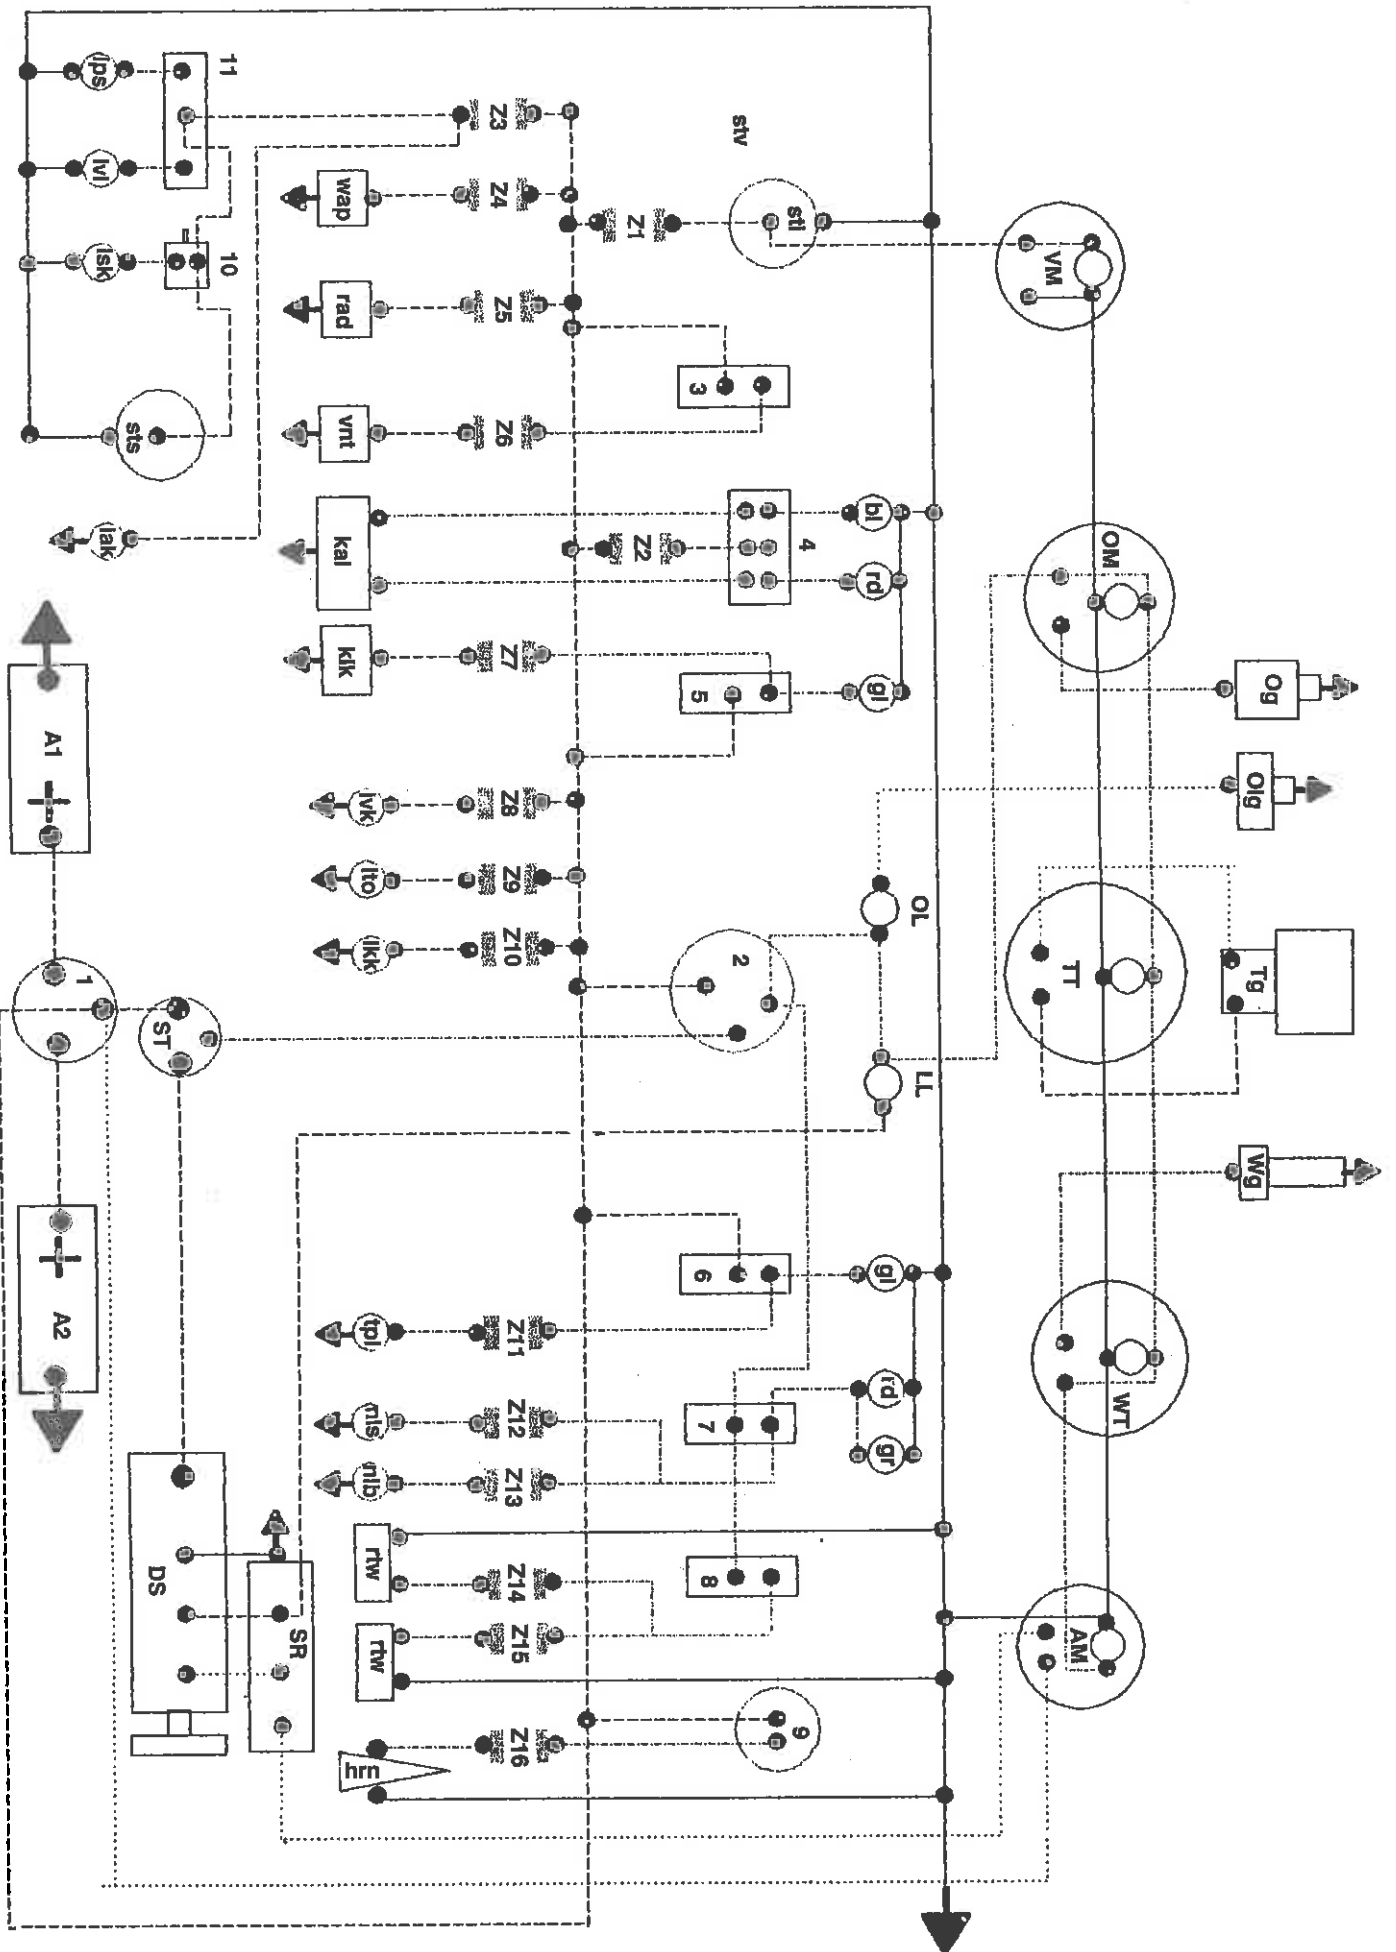 Og
Olg
Tg
Wg
VM
OM
TT
WT
AM
OL
LL
bl
rd
gl
gl
rd
gr
stl
4
9
stv
2
3
5
6
7
8
Z1
Z2
Z3
Z4
Z5
Z6
Z7
Z8
Z9
Z10
Z11
Z12
Z13
Z14
Z15
Z16
wap
rad
vnt
kal
klk
lvk
lto
lkk
tpl
mls
mlb
rtw
rtw
hrn
SR
11
10
ST
DS
lps
lvl
lsk
sts
lak
1
A1
+
A2
+